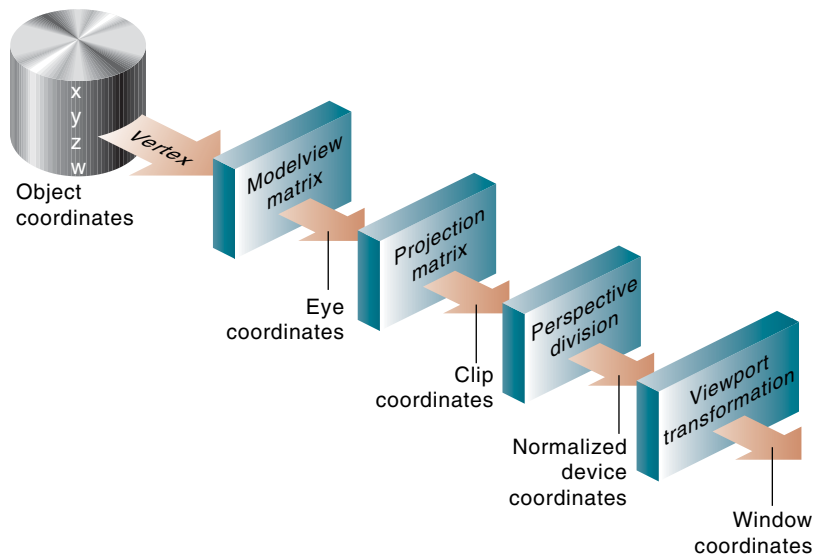 x
y
z
w
Vertex
Object
coordinates
Modelview
matrix
Eye
coordinates
Projection
matrix
Clip
coordinates
Perspective
division
Normalized
device
coordinates
Viewport
transformation
Window
coordinates